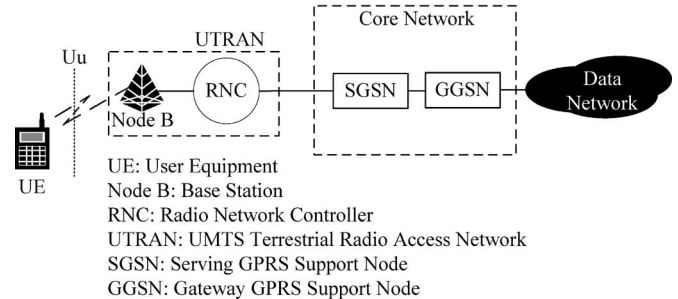 Core Network
UTRAN
Uu
RNC
SGSN
GGSN
Data
Network
Node B
UE
UE: User Equipment
Node B: Base Station
RNC: Radio Network Controller
UTRAN: UMTS Terrestrial Radio Access Network
SGSN: Serving GPRS Support Node
GGSN: Gateway GPRS Support Node